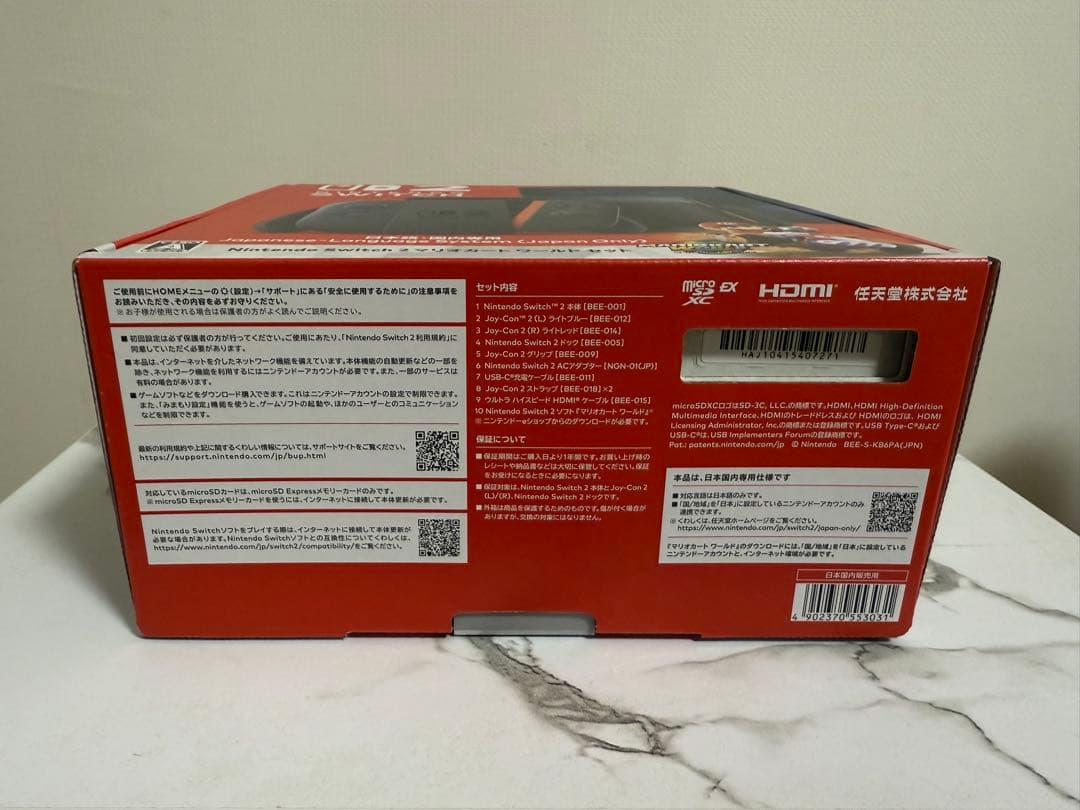 SWITCH 2
日本語・国内専用
Japanese-Language System (Japan Only)
Nintendo Switch 2 マリオカート ワールド セット
MARIOKART
ご使用前にHOMEメニューの（設定）→「サポート」にある「安全に使用するために」の注意事項を
お読みいただき、その内容を必ずお守りください。
※お子様が使用される場合は保護者の方がよく読んでご説明ください。
■初回設定は必ず保護者の方が行ってください。ご使用にあたり、「Nintendo Switch 2 利用規約」に
同意していただく必要があります。
■本品は、インターネットを介したネットワーク機能を備えています。本体機能の自動更新などの一部を
除き、ネットワーク機能を利用するにはニンテンドーアカウントが必要です。また、一部のサービスは
有料の場合があります。
■ゲームソフトなどをダウンロード購入できます。これはニンテンドーアカウントの設定で制限できます。
また、「みまもり設定」機能を使うと、ゲームソフトの起動や、ほかのユーザーとのコミュニケーション
などを制限できます。
最新の利用規約や上記に関するくわしい情報については、サポートサイトをご覧ください。
https://support.nintendo.com/jp/bup.html
対応しているmicroSDカードは、microSD Expressメモリーカードのみです。
※microSD Expressメモリーカードを使うには、インターネットに接続して本体更新が必要です。
Nintendo Switchソフトをプレイする際は、インターネットに接続して本体更新が
必要な場合があります。Nintendo Switchソフトとの互換性についてくわしくは、
https://www.nintendo.com/jp/switch2/compatibility/をご覧ください。
セット内容
1 Nintendo Switch™ 2 本体 [BEE-001]
2 Joy-Con™ 2 (L) ライトブルー [BEE-012]
3 Joy-Con 2 (R) ライトレッド [BEE-014]
4 Nintendo Switch 2 ドック [BEE-005]
5 Joy-Con 2 グリップ [BEE-009]
6 Nintendo Switch 2 ACアダプター [NGN-01(JP)]
7 USB-C®充電ケーブル [BEE-011]
8 Joy-Con 2 ストラップ [BEE-018]×2
9 ウルトラ ハイスピード HDMI® ケーブル [BEE-015]
10 Nintendo Switch 2 ソフト『マリオカート ワールド』※
※ ニンテンドーeショップからのダウンロードが必要です。
保証について
■保証期間はご購入日より1年間です。お買い上げ時の
レシートや納品書などは大切に保管してください。保証
をお受けになるときに必要になります。
■保証対象は、Nintendo Switch 2 本体とJoy-Con 2
(L)/(R)、Nintendo Switch 2 ドックです。
■外箱は商品を保護するためのものです。傷が付く場合が
ありますが、交換の対象にはなりません。
micro SD XC EX HDMI 任天堂株式会社
HIGH-DEFINITION MULTIMEDIA INTERFACE
HAJ10415407271
microSDXCロゴはSD-3C, LLC.の商標です。HDMI、HDMI High-Definition
Multimedia Interface、HDMIのトレードドレスおよび HDMIのロゴは、HDMI
Licensing Administrator, Inc.の商標または登録商標です。USB Type-C®および
USB-C®は、USB Implementers Forumの登録商標です。
Pat.: patents.nintendo.com/jp © Nintendo BEE-S-KB6PA(JPN)
本品は、日本国内専用仕様です
■対応言語は日本語のみです。
■「国/地域」を「日本」に設定しているニンテンドーアカウントのみ
連携できます。
※くわしくは、任天堂ホームページをご覧ください。
https://www.nintendo.com/jp/switch2/japan-only/
『マリオカート ワールド』のダウンロードには、「国/地域」を「日本」に設定している
ニンテンドーアカウントと、インターネット環境が必要です。
日本国内販売用
4 902370 553031